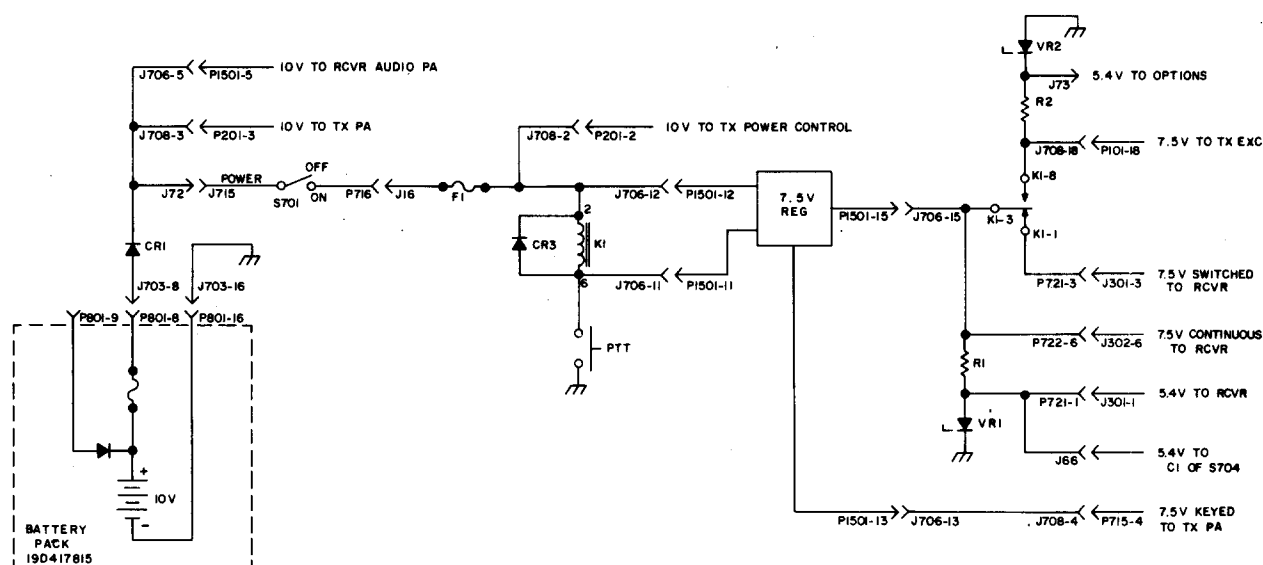 VR2
J73
5.4V TO OPTIONS
R2
J706-5
P1501-5
10V TO RCVR AUDIO PA
J708-3
P201-3
10V TO TX PA
J708-2
P201-2
10V TO TX POWER CONTROL
J708-18
P101-18
7.5V TO TX EXC
J72
J715
POWER
OFF
S701
ON
P716
J16
F1
J706-12
P1501-12
7.5V
REG
P1501-15
J706-15
K1-8
K1-3
K1-1
2
CR3
K1
6
J706-11
P1501-11
CR1
J703-8
J703-16
P721-3
J301-3
7.5V SWITCHED
TO RCVR
P801-9
P801-8
P801-16
PTT
P722-6
J302-6
7.5V CONTINUOUS
TO RCVR
R1
P721-1
J301-1
5.4V TO RCVR
VR1
J66
5.4V TO
C1 OF S704
+
10V
-
BATTERY
PACK
19D417815
P1501-13
J706-13
J708-4
P715-4
7.5V KEYED
TO TX PA